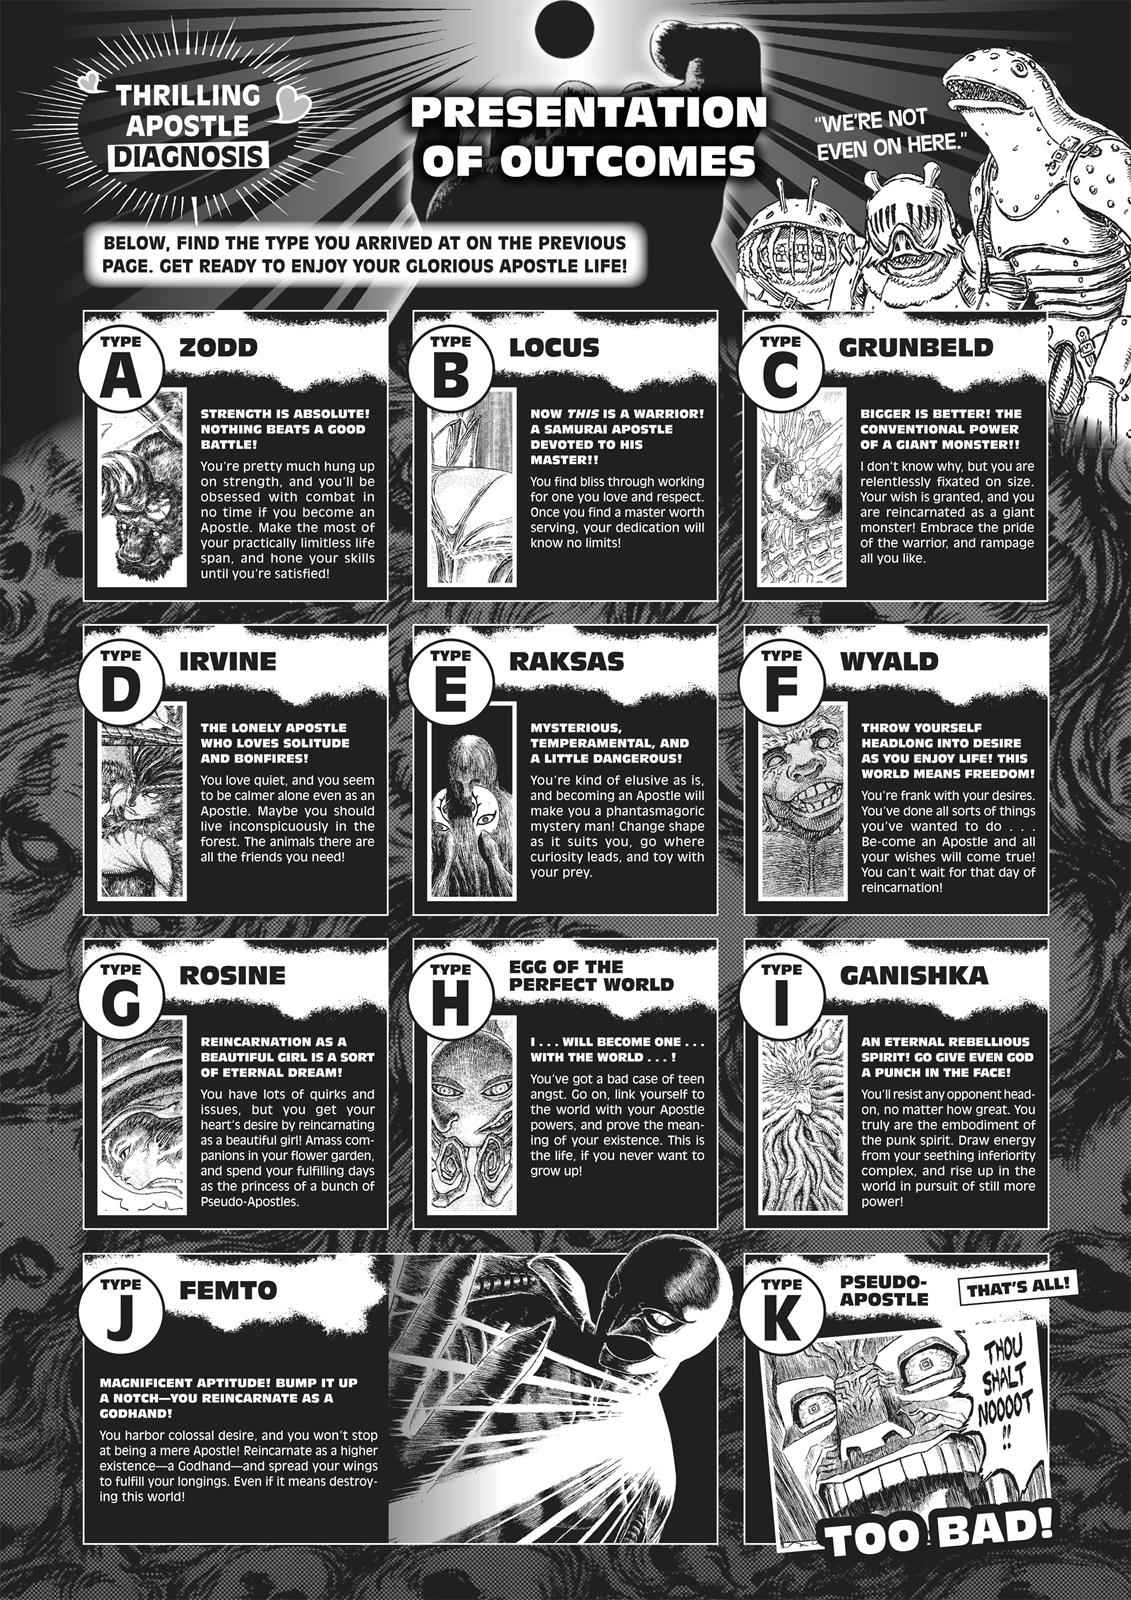 THRILLING
APOSTLE
DIAGNOSIS
PRESENTATION
OF OUTCOMES
"WE'RE NOT
EVEN ON HERE."
BELOW, FIND THE TYPE YOU ARRIVED AT ON THE PREVIOUS
PAGE. GET READY TO ENJOY YOUR GLORIOUS APOSTLE LIFE!
TYPE
A
ZODD
STRENGTH IS ABSOLUTE!
NOTHING BEATS A GOOD
BATTLE!
You're pretty much hung up
on strength, and you'll be
obsessed with combat in
no time if you become an
Apostle. Make the most of
your practically limitless life
span, and hone your skills
until you're satisfied!
TYPE
B
LOCUS
NOW THIS IS A WARRIOR!
A SAMURAI APOSTLE
DEVOTED TO HIS
MASTER!!
You find bliss through working
for one you love and respect.
Once you find a master worth
serving, your dedication will
know no limits!
TYPE
C
GRUNBELD
BIGGER IS BETTER! THE
CONVENTIONAL POWER
OF A GIANT MONSTER!!
I don't know why, but you are
relentlessly fixated on size.
Your wish is granted, and you
are reincarnated as a giant
monster! Embrace the pride
of the warrior, and rampage
all you like.
TYPE
D
IRVINE
THE LONELY APOSTLE
WHO LOVES SOLITUDE
AND BONFIRES!
You love quiet, and you seem
to be calmer alone even as an
Apostle. Maybe you should
live inconspicuously in the
forest. The animals there are
all the friends you need!
TYPE
E
RAKSAS
MYSTERIOUS,
TEMPERAMENTAL, AND
A LITTLE DANGEROUS!
You're kind of elusive as is,
and becoming an Apostle will
make you a phantasmagoric
mystery man! Change shape
as it suits you, go where
curiosity leads, and toy with
your prey.
TYPE
F
WYALD
THROW YOURSELF
HEADLONG INTO DESIRE
AS YOU ENJOY LIFE! THIS
WORLD MEANS FREEDOM!
You're frank with your desires.
You've done all sorts of things
you've wanted to do . . .
Be-come an Apostle and all
your wishes will come true!
You can't wait for that day of
reincarnation!
TYPE
G
ROSINE
REINCARNATION AS A
BEAUTIFUL GIRL IS A SORT
OF ETERNAL DREAM!
You have lots of quirks and
issues, but you get your
heart's desire by reincarnating
as a beautiful girl! Amass com-
panions in your flower garden,
and spend your fulfilling days
as the princess of a bunch of
Pseudo-Apostles.
TYPE
H
EGG OF THE
PERFECT WORLD
I . . . WILL BECOME ONE . . .
WITH THE WORLD . . . !
You've got a bad case of teen
angst. Go on, link yourself to
the world with your Apostle
powers, and prove the mean-
ing of your existence. This is
the life, if you never want to
grow up!
TYPE
I
GANISHKA
AN ETERNAL REBELLIOUS
SPIRIT! GO GIVE EVEN GOD
A PUNCH IN THE FACE!
You'll resist any opponent head-
on, no matter how great. You
truly are the embodiment of
the punk spirit. Draw energy
from your seething inferiority
complex, and rise up in the
world in pursuit of still more
power!
TYPE
J
FEMTO
MAGNIFICENT APTITUDE! BUMP IT UP
A NOTCH—YOU REINCARNATE AS A
GODHAND!
You harbor colossal desire, and you won't stop
at being a mere Apostle! Reincarnate as a higher
existence—a Godhand—and spread your wings
to fulfill your longings. Even if it means destroy-
ing this world!
TYPE
K
PSEUDO-
APOSTLE
THAT'S ALL!
THOU
SHALT
NOOOOT
!!
TOO BAD!